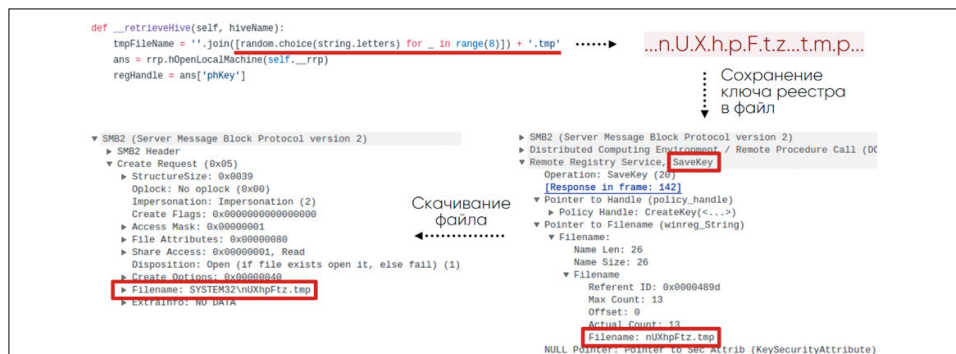 def __retrieveHive(self, hiveName):
tmpFileName = ''.join([random.choice(string.letters) for _ in range(8)]) + '.tmp'
ans = rrp.hOpenLocalMachine(self.__rrp)
regHandle = ans['phKey']
...n.U.X.h.p.F.t.z...t.m.p...
Сохранение
ключа реестра
в файл
▼ SMB2 (Server Message Block Protocol version 2)
▶ SMB2 Header
▼ Create Request (0x05)
▶ StructureSize: 0x0039
Oplock: No oplock (0x00)
Impersonation: Impersonation (2)
Create Flags: 0x0000000000000000
▶ Access Mask: 0x00000001
▶ File Attributes: 0x00000080
▶ Share Access: 0x00000001, Read
Disposition: Open (if file exists open it, else fail) (1)
▶ Create Options: 0x00000040
▶ Filename: SYSTEM32\nUXhpFtz.tmp
▶ ExtraInfo: NO DATA
Скачивание
файла
▶ SMB2 (Server Message Block Protocol version 2)
▶ Distributed Computing Environment / Remote Procedure Call (DC
▼ Remote Registry Service, SaveKey
Operation: SaveKey (20)
[Response in frame: 142]
▼ Pointer to Handle (policy_handle)
▶ Policy Handle: CreateKey(<...>)
▼ Pointer to Filename (winreg_String)
▼ Filename:
Name Len: 26
Name Size: 26
▼ Filename
Referent ID: 0x0000489d
Max Count: 13
Offset: 0
Actual Count: 13
Filename: nUXhpFtz.tmp
NULL Pointer: Pointer to Sec Attrib (KeySecurityAttribute)